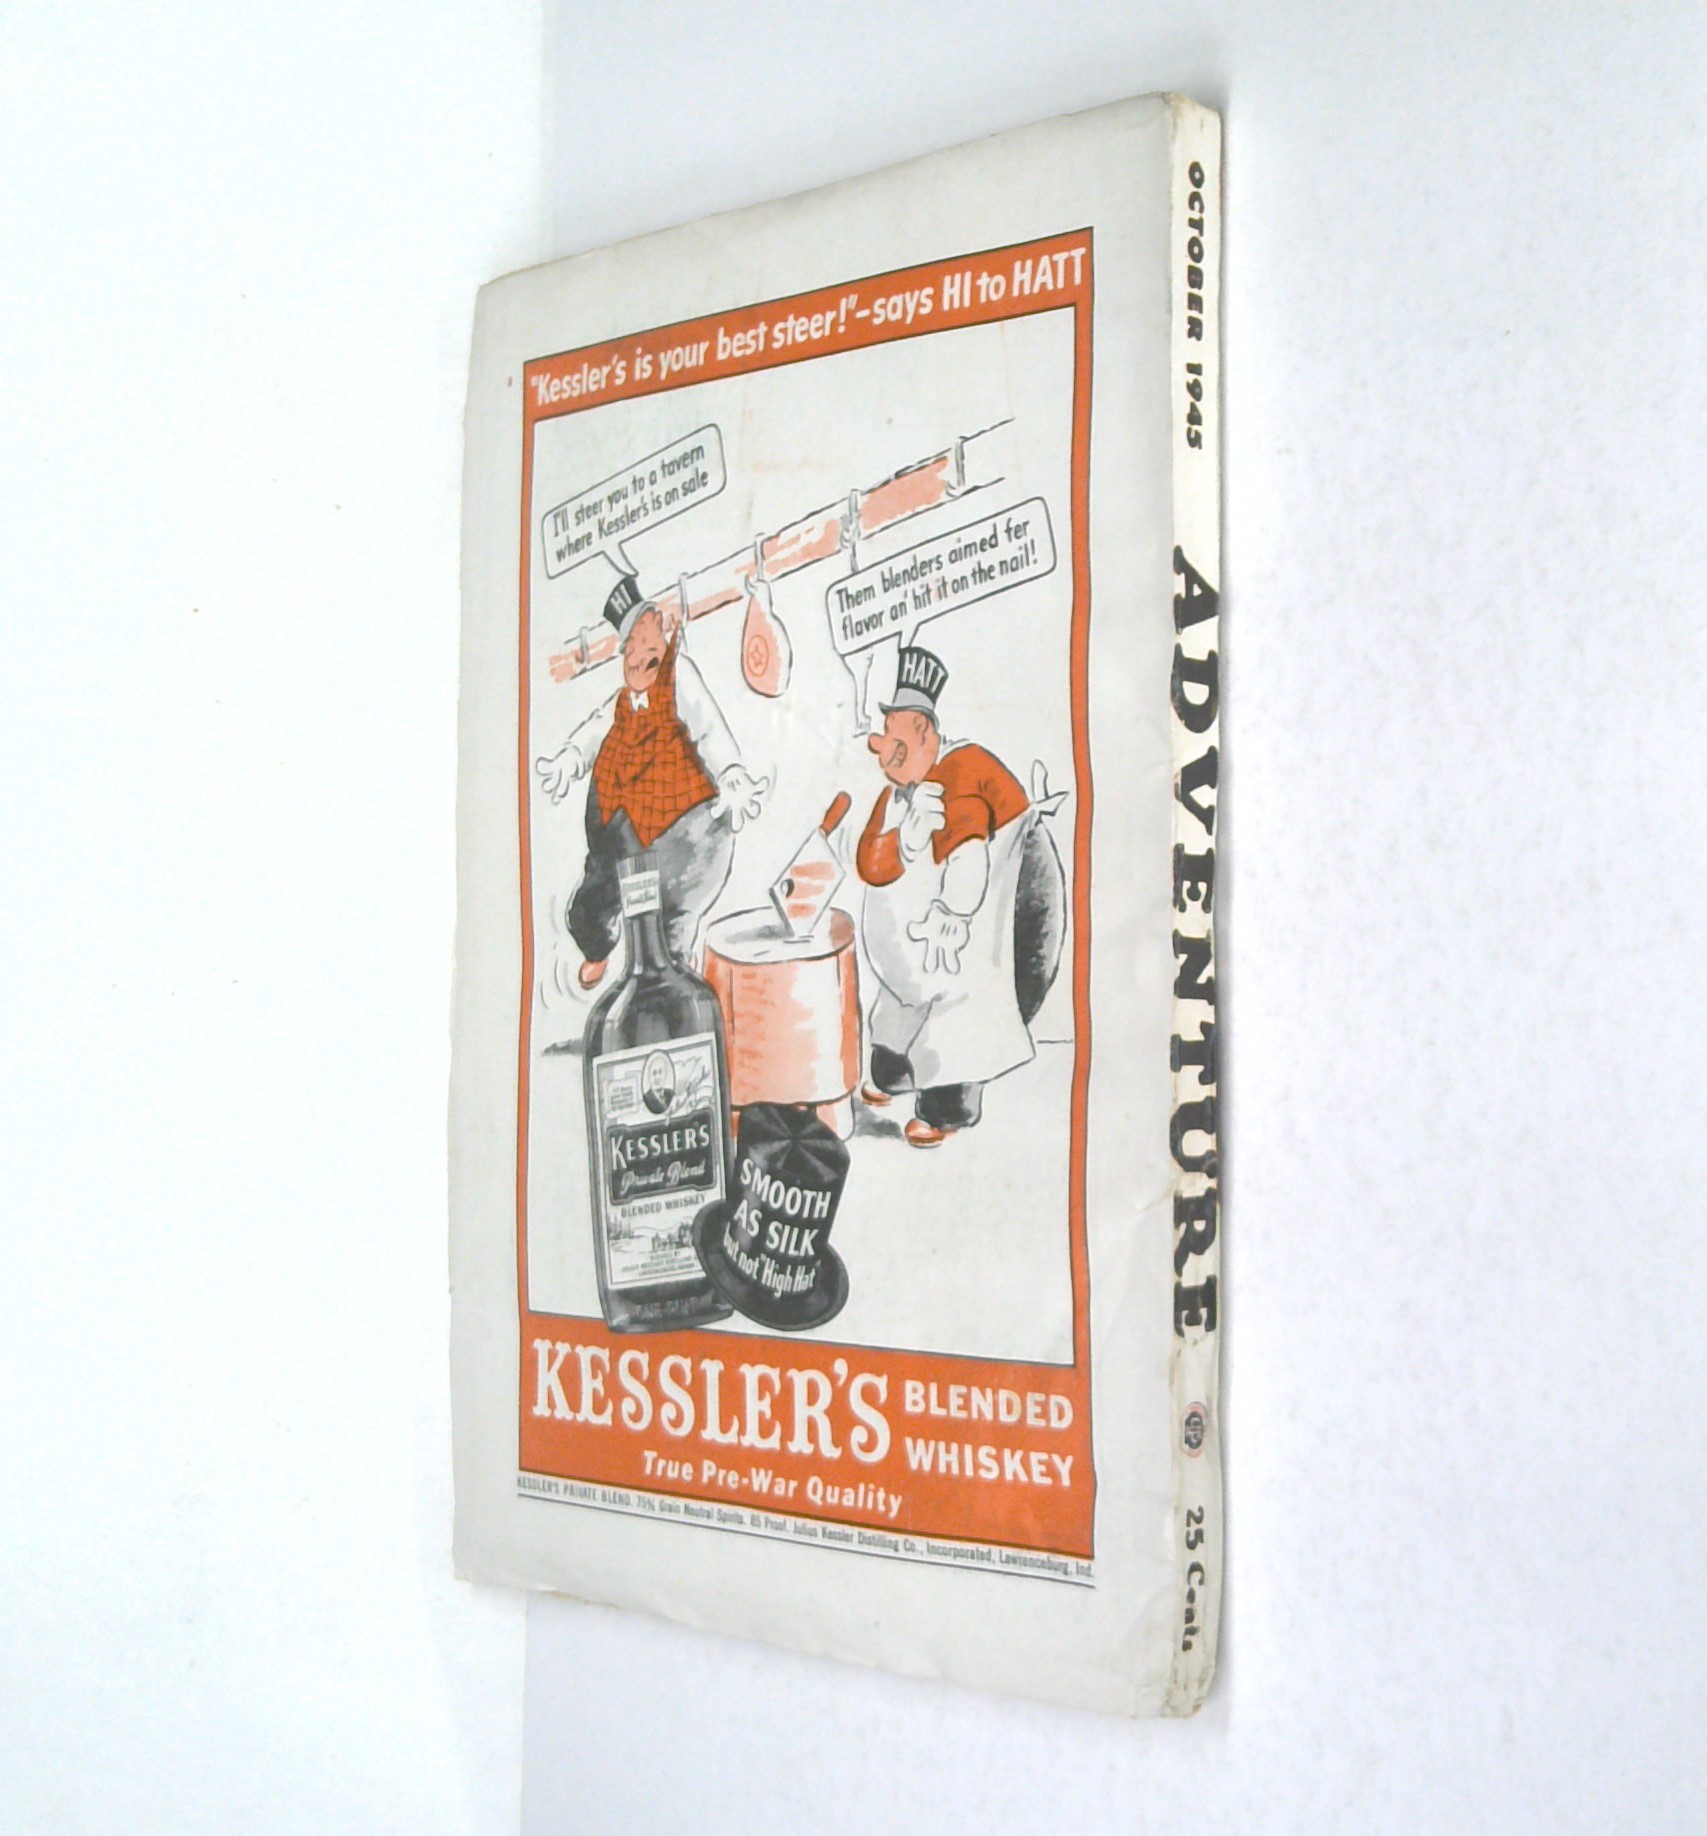 "Kessler's is your best steer!"-says HI to HATT
I'll steer you to a tavern
where Kessler's is on sale
Them blenders aimed fer
flavor an' hit it on the nail!
HI
HATT
KESSLER'S
Private Blend
BLENDED WHISKEY
SMOOTH
AS SILK
but not "High Hat"
KESSLER'S
BLENDED
WHISKEY
True Pre-War Quality
KESSLER'S PRIVATE BLEND. 75% Grain Neutral Spirits. 85 Proof. Julius Kessler Distilling Co., Incorporated, Lawrenceburg, Ind.
OCTOBER 1945
ADVENTURE
25 Cents